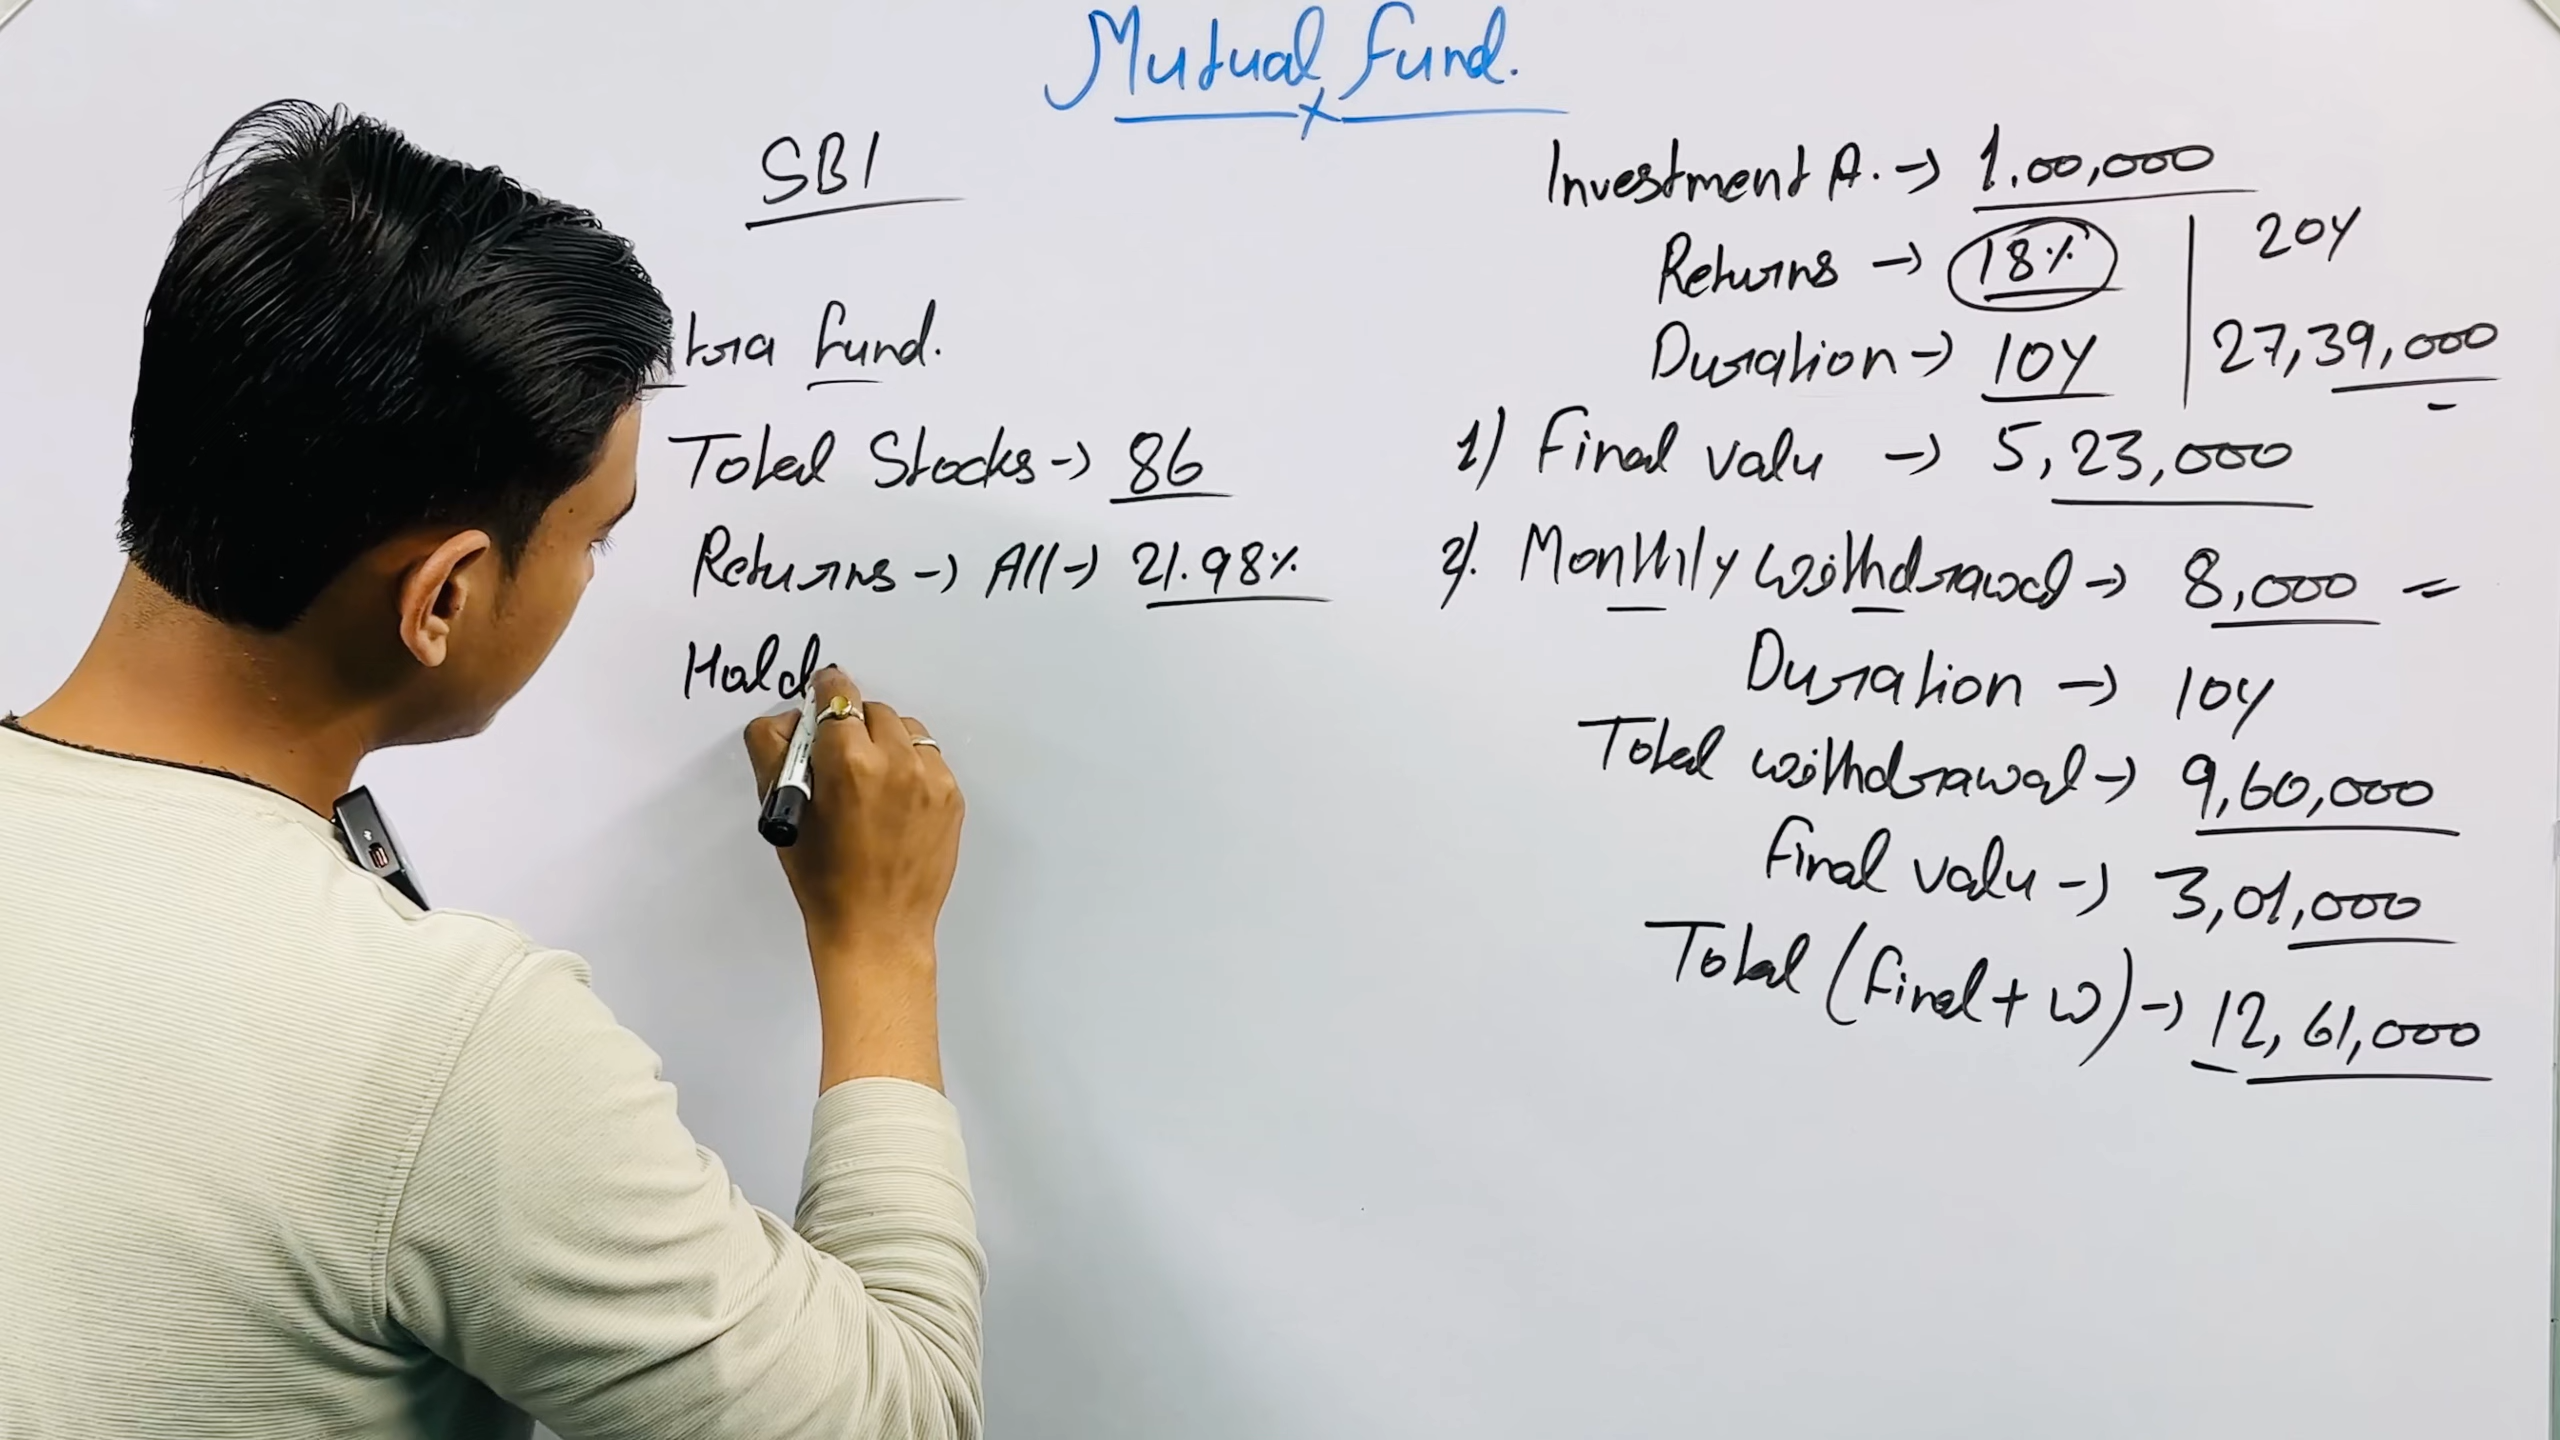 Mutual Fund.
SBI
tra Fund.
Total Stocks -> 86
Returns -> All -> 21.98%
Hold
Investment A. -> 1.00,000
Returns -> 18% | 20Y
Duration -> 10Y | 27,39,000
1) Final valu -> 5,23,000
2). Monthly withdrawal -> 8,000 =
Duration -> 10Y
Total withdrawal -> 9,60,000
Final valu -> 3,01,000
Total (Final + W) -> 12,61,000